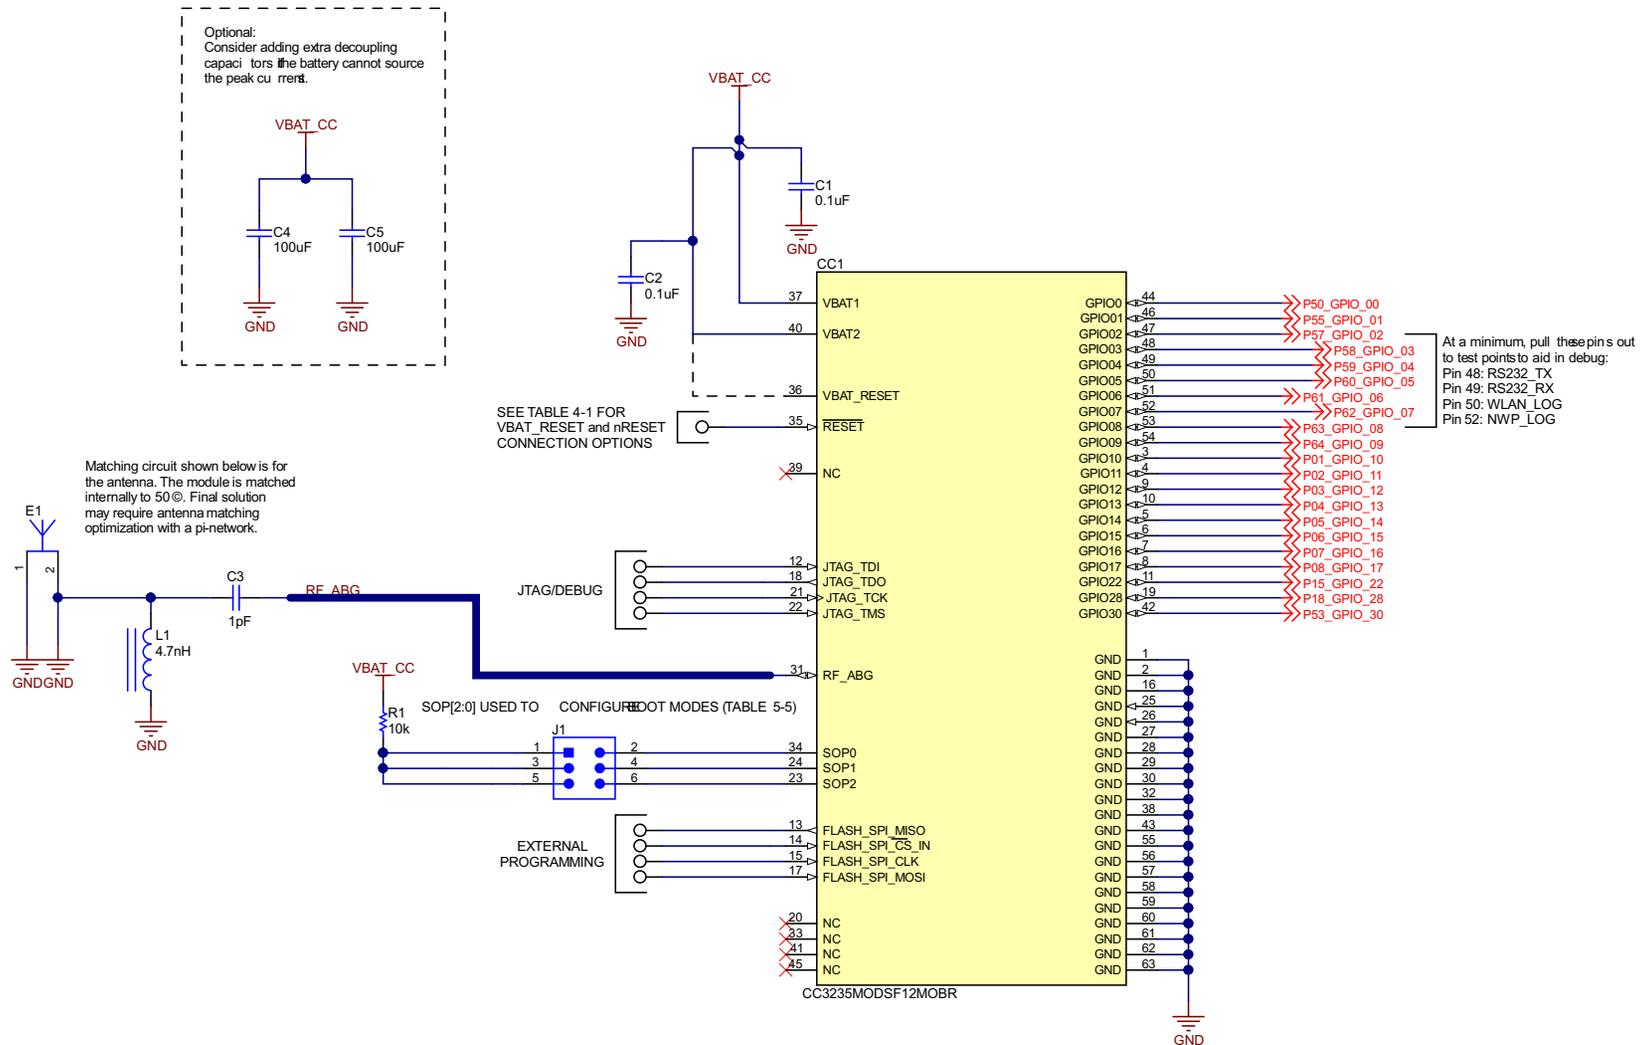 Optional:
Consider adding extra decoupling
capaci tors if the battery cannot source
the peak cu rrent.
VBAT_CC
C4
100uF
C5
100uF
GND
GND
VBAT_CC
C1
0.1uF
GND
C2
0.1uF
GND
CC1
37 VBAT1
40 VBAT2
36 VBAT_RESET
35 RESET
39 NC
SEE TABLE 4-1 FOR
VBAT_RESET and nRESET
CONNECTION OPTIONS
GPIO0 44 P50_GPIO_00
GPIO01 46 P55_GPIO_01
GPIO02 47 P57_GPIO_02
GPIO03 48 P58_GPIO_03
GPIO04 49 P59_GPIO_04
GPIO05 50 P60_GPIO_05
GPIO06 51 P61_GPIO_06
GPIO07 52 P62_GPIO_07
GPIO08 53 P63_GPIO_08
GPIO09 54 P64_GPIO_09
GPIO10 3 P01_GPIO_10
GPIO11 4 P02_GPIO_11
GPIO12 9 P03_GPIO_12
GPIO13 10 P04_GPIO_13
GPIO14 5 P05_GPIO_14
GPIO15 6 P06_GPIO_15
GPIO16 7 P07_GPIO_16
GPIO17 8 P08_GPIO_17
GPIO22 11 P15_GPIO_22
GPIO28 19 P18_GPIO_28
GPIO30 42 P53_GPIO_30
At a minimum, pull these pin s out
to test points to aid in debug:
Pin 48: RS232_TX
Pin 49: RS232_RX
Pin 50: WLAN_LOG
Pin 52: NWP_LOG
Matching circuit shown below is for
the antenna. The module is matched
internally to 50 ©. Final solution
may require antenna matching
optimization with a pi-network.
E1
1
2
C3
1pF
L1
4.7nH
GND
GND
GND
RF_ABG
JTAG/DEBUG
12 JTAG_TDI
18 JTAG_TDO
21 JTAG_TCK
22 JTAG_TMS
31 RF_ABG
VBAT_CC
R1
10k
SOP[2:0] USED TO CONFIGURE BOOT MODES (TABLE 5-5)
J1
1 2 34 SOP0
3 4 24 SOP1
5 6 23 SOP2
EXTERNAL
PROGRAMMING
13 FLASH_SPI_MISO
14 FLASH_SPI_CS_IN
15 FLASH_SPI_CLK
17 FLASH_SPI_MOSI
20 NC
33 NC
41 NC
45 NC
GND 1
GND 2
GND 16
GND 25
GND 26
GND 27
GND 28
GND 29
GND 30
GND 32
GND 38
GND 43
GND 55
GND 56
GND 57
GND 58
GND 59
GND 60
GND 61
GND 62
GND 63
CC3235MODSF12MOBR
GND